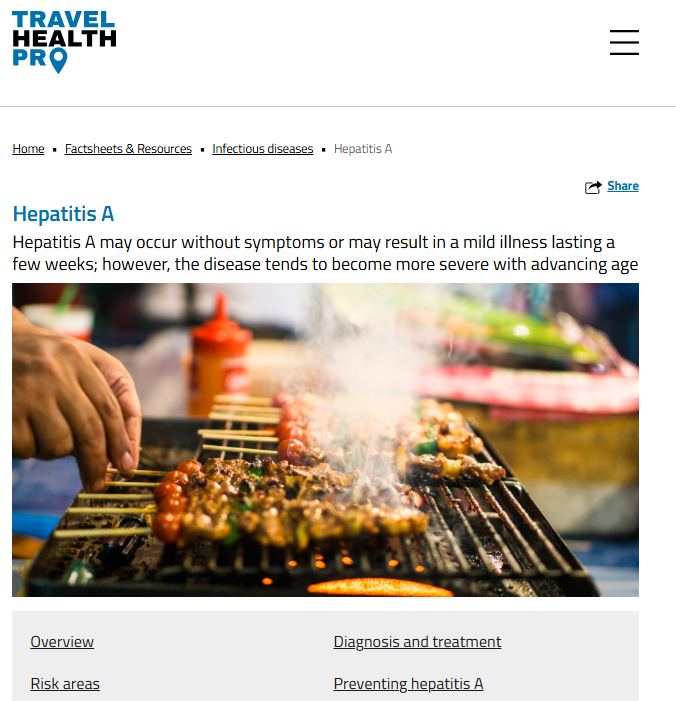 TRAVEL
HEALTH
PRO
Home ▪ Factsheets & Resources ▪ Infectious diseases ▪ Hepatitis A
Share
Hepatitis A
Hepatitis A may occur without symptoms or may result in a mild illness lasting a
few weeks; however, the disease tends to become more severe with advancing age
Overview
Diagnosis and treatment
Risk areas
Preventing hepatitis A